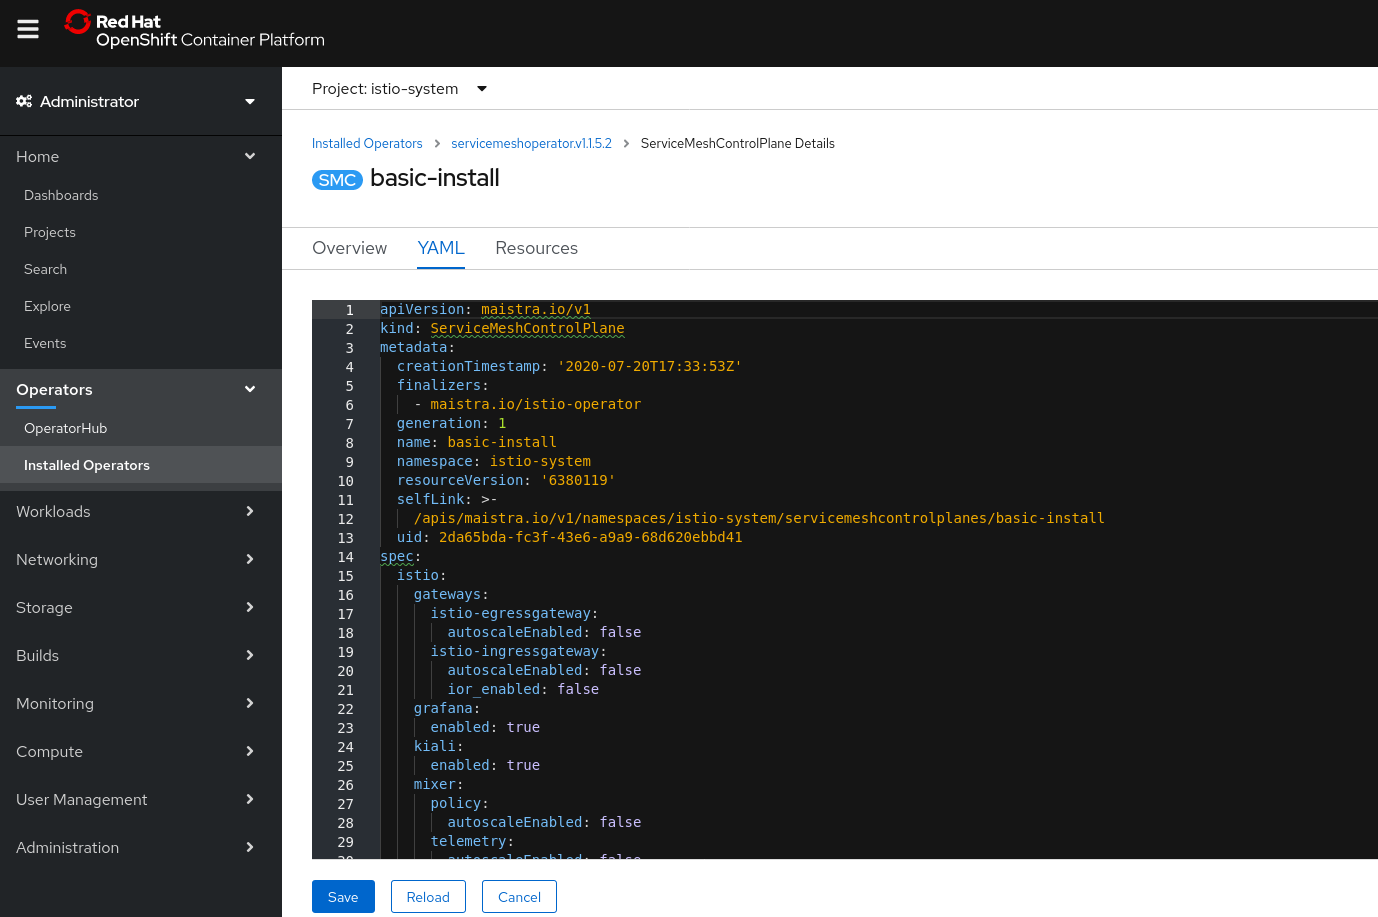 Red Hat
OpenShift Container Platform
Administrator
Home
Dashboards
Projects
Search
Explore
Events
Operators
OperatorHub
Installed Operators
Workloads
Networking
Storage
Builds
Monitoring
Compute
User Management
Administration
Project: istio-system
Installed Operators > servicemeshoperator.v1.1.5.2 > ServiceMeshControlPlane Details
SMC basic-install
Overview YAML Resources
1 apiVersion: maistra.io/v1
2 kind: ServiceMeshControlPlane
3 metadata:
4   creationTimestamp: '2020-07-20T17:33:53Z'
5   finalizers:
6     - maistra.io/istio-operator
7   generation: 1
8   name: basic-install
9   namespace: istio-system
10   resourceVersion: '6380119'
11   selfLink: >-
12     /apis/maistra.io/v1/namespaces/istio-system/servicemeshcontrolplanes/basic-install
13   uid: 2da65bda-fc3f-43e6-a9a9-68d620ebbd41
14 spec:
15   istio:
16     gateways:
17       istio-egressgateway:
18         autoscaleEnabled: false
19       istio-ingressgateway:
20         autoscaleEnabled: false
21         ior_enabled: false
22     grafana:
23       enabled: true
24     kiali:
25       enabled: true
26     mixer:
27       policy:
28         autoscaleEnabled: false
29       telemetry:
30         autoscaleEnabled: false
Save Reload Cancel